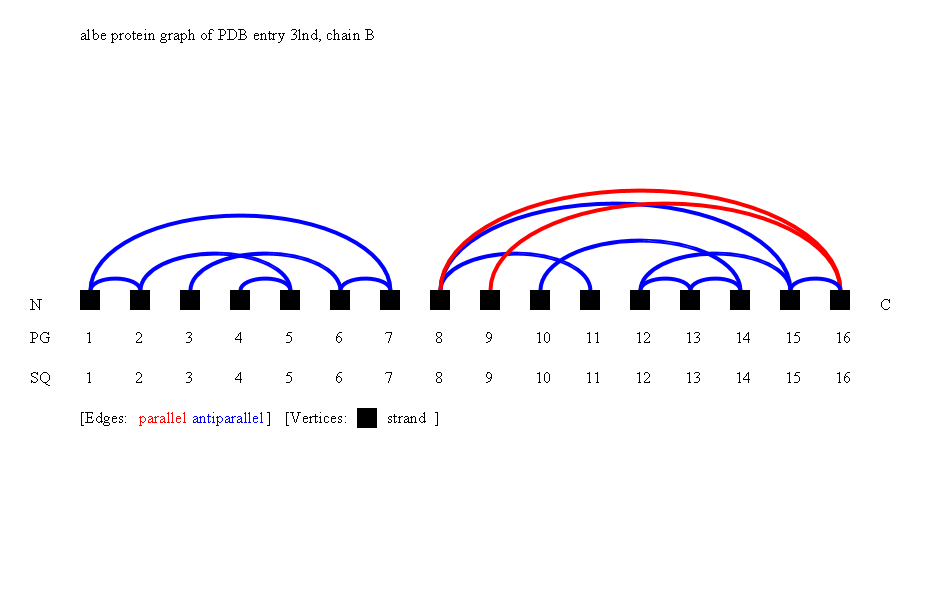 albe protein graph of PDB entry 3lnd, chain B
N C
PG 1 2 3 4 5 6 7 8 9 10 11 12 13 14 15 16
SQ 1 2 3 4 5 6 7 8 9 10 11 12 13 14 15 16
[Edges: parallel antiparallel ] [Vertices: strand ]